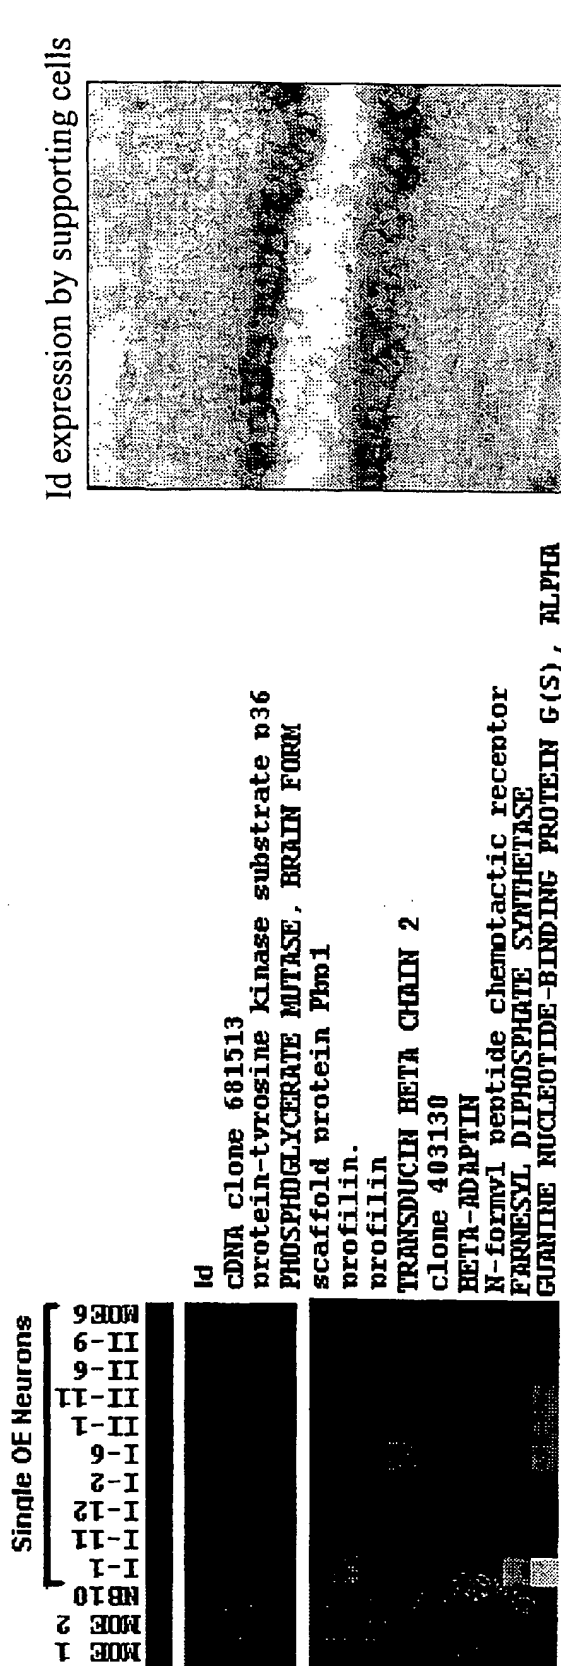 Id expression by supporting cells
Single OE Neurons
MOE 1
MOE 2
NB10
I-1
I-11
I-12
I-2
I-6
II-1
II-11
II-6
II-9
MOE6
Id
cDNA clone 681513
protein-tyrosine kinase substrate p36
PHOSPHOGLYCERATE MUTASE, BRAIN FORM
scaffold protein Pbp1
profilin.
profilin
TRANSDUCIN BETA CHAIN 2
clone 403130
BETA-ADAPTIN
N-formyl peptide chemotactic receptor
FARNESYL DIPHOSPHATE SYNTHETASE
GUANINE NUCLEOTIDE-BINDING PROTEIN G(S), ALPHA